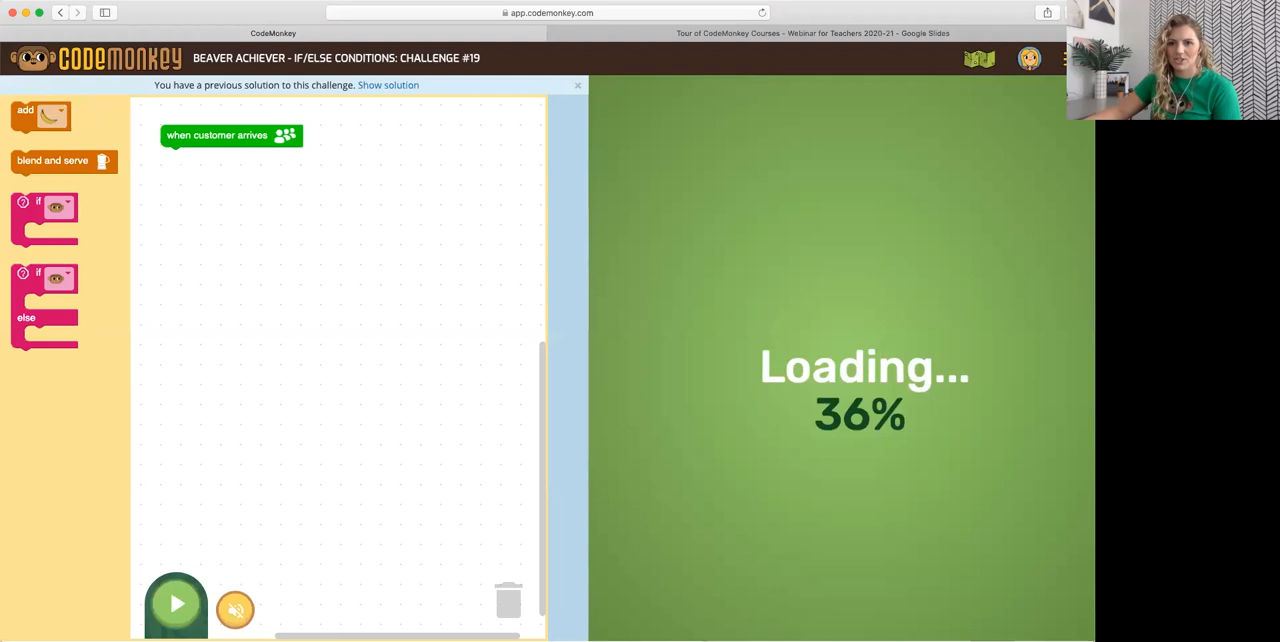 app.codemonkey.com
CodeMonkey
Tour of CodeMonkey Courses - Webinar for Teachers 2020-21 - Google Slides
CODEMONKEY
BEAVER ACHIEVER - IF/ELSE CONDITIONS: CHALLENGE #19
You have a previous solution to this challenge. Show solution
add
when customer arrives
blend and serve
if
if
else
Loading...
36%